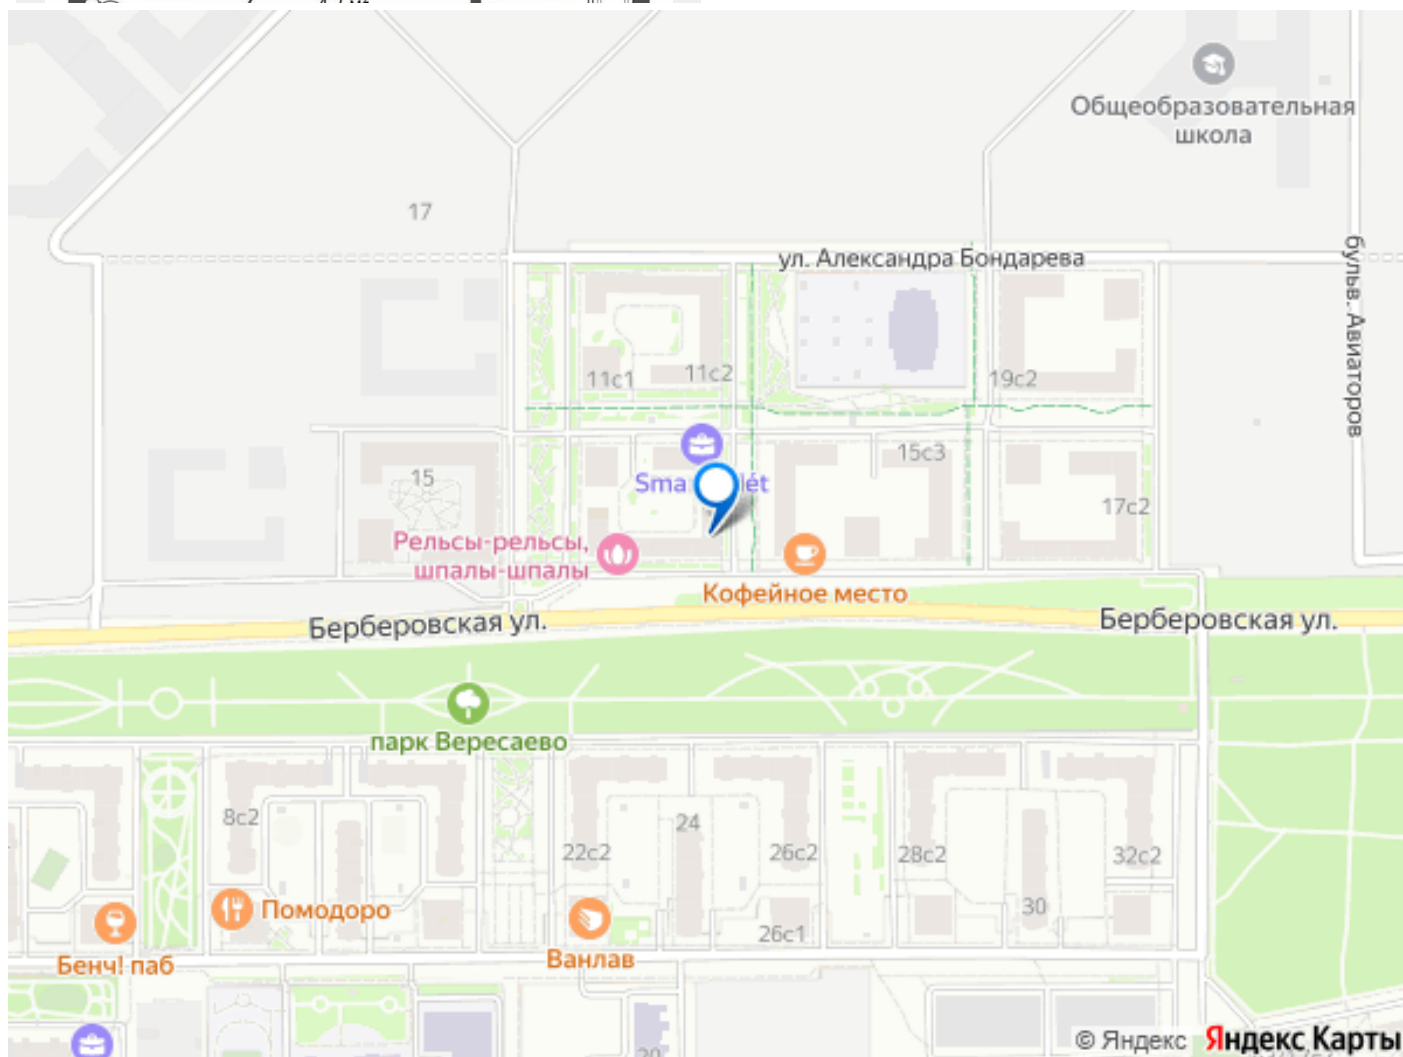 Общеобразовательная
школа
17
ул. Александра Бондарева
бульв. Авиаторов
11с1
11с2
19с2
15
15с3
Sma
lét
17с2
Рельсы-рельсы,
шпалы-шпалы
Кофейное место
Берберовская ул.
Берберовская ул.
парк Вересаево
8с2
24
22с2
26с2
28с2
32с2
Помодоро
30
26с1
Бенч! паб
Ванлав
© Яндекс Яндекс Карты